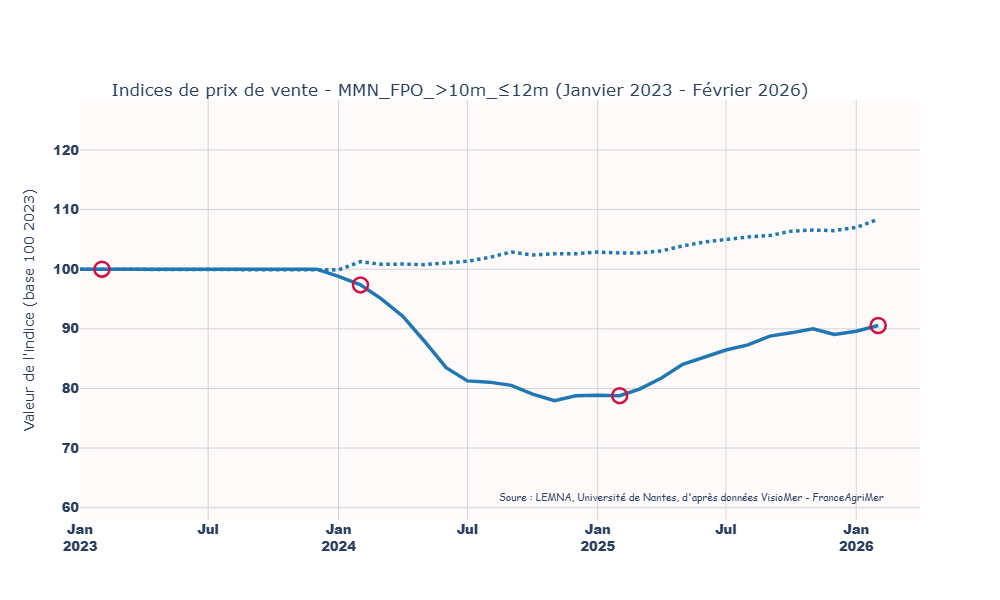 Indices de prix de vente - MMN_FPO_>10m_≤12m (Janvier 2023 - Février 2026)
Valeur de l'indice (base 100 2023)
120
110
100
90
80
70
60
Soure : LEMNA, Université de Nantes, d'après données VisioMer - FranceAgriMer
Jan
2023
Jul
Jan
2024
Jul
Jan
2025
Jul
Jan
2026